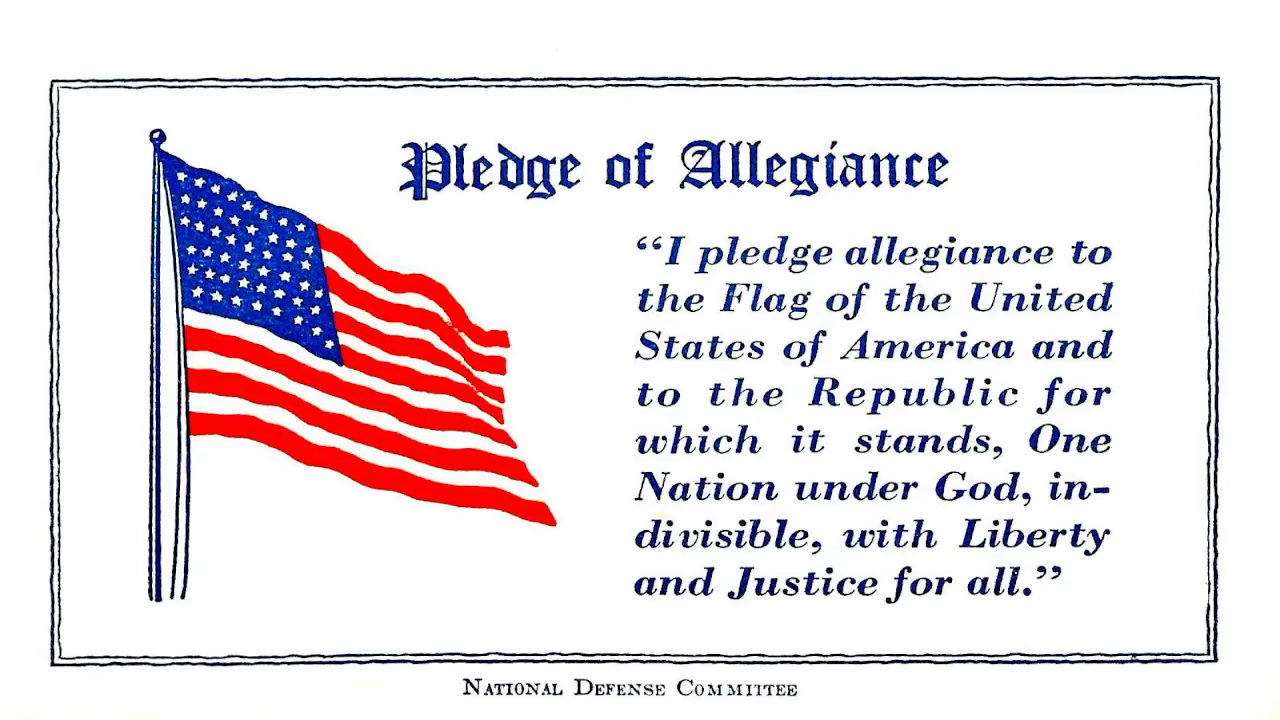 Pledge of Allegiance
“I pledge allegiance to
the Flag of the United
States of America and
to the Republic for
which it stands, One
Nation under God, in-
divisible, with Liberty
and Justice for all.”
National Defense Committee